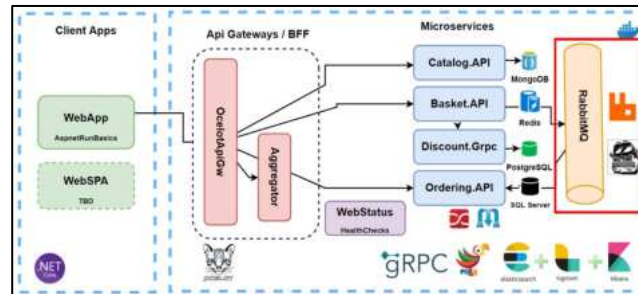 Client Apps
Api Gateways / BFF
Microservices
WebApp
AspnetRunBasics
WebSPA
TBD
OcelotApiGw
Aggregator
WebStatus
HealthChecks
Catalog.API
Basket.API
Discount.Grpc
Ordering.API
MongoDB
Redis
PostgreSQL
SQL Server
RabbitMQ
.NET
Core
gRPC
elasticsearch
logstash
kibana